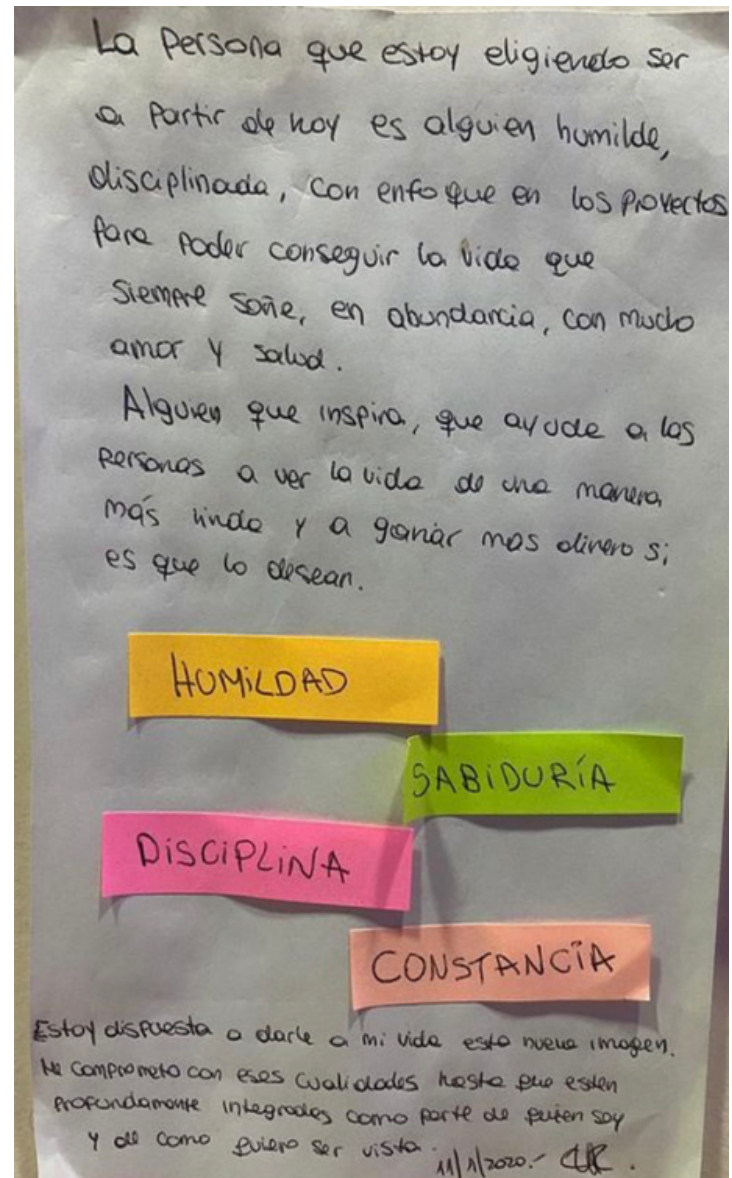 La Persona que estoy eligiendo ser
a partir de hoy es alguien humilde,
disciplinada, con enfoque en los proyectos
para poder conseguir la vida que
siempre soñe, en abundancia, con mucho
amor y salud.
Alguien que inspira, que ayude a las
personas a ver la vida de una manera
más linda y a ganar mas dinero si
es que lo desean.
HUMiLDAD
SABiDURÍA
DiSCiPLiNA
CONSTANCÍA
Estoy dispuesta a darle a mi vida esta nueva imagen.
Me comprometo con esas cualidades hasta que esten
profundamente integradas como parte de quien soy
y de como quiero ser vista. 11/1/2020.-